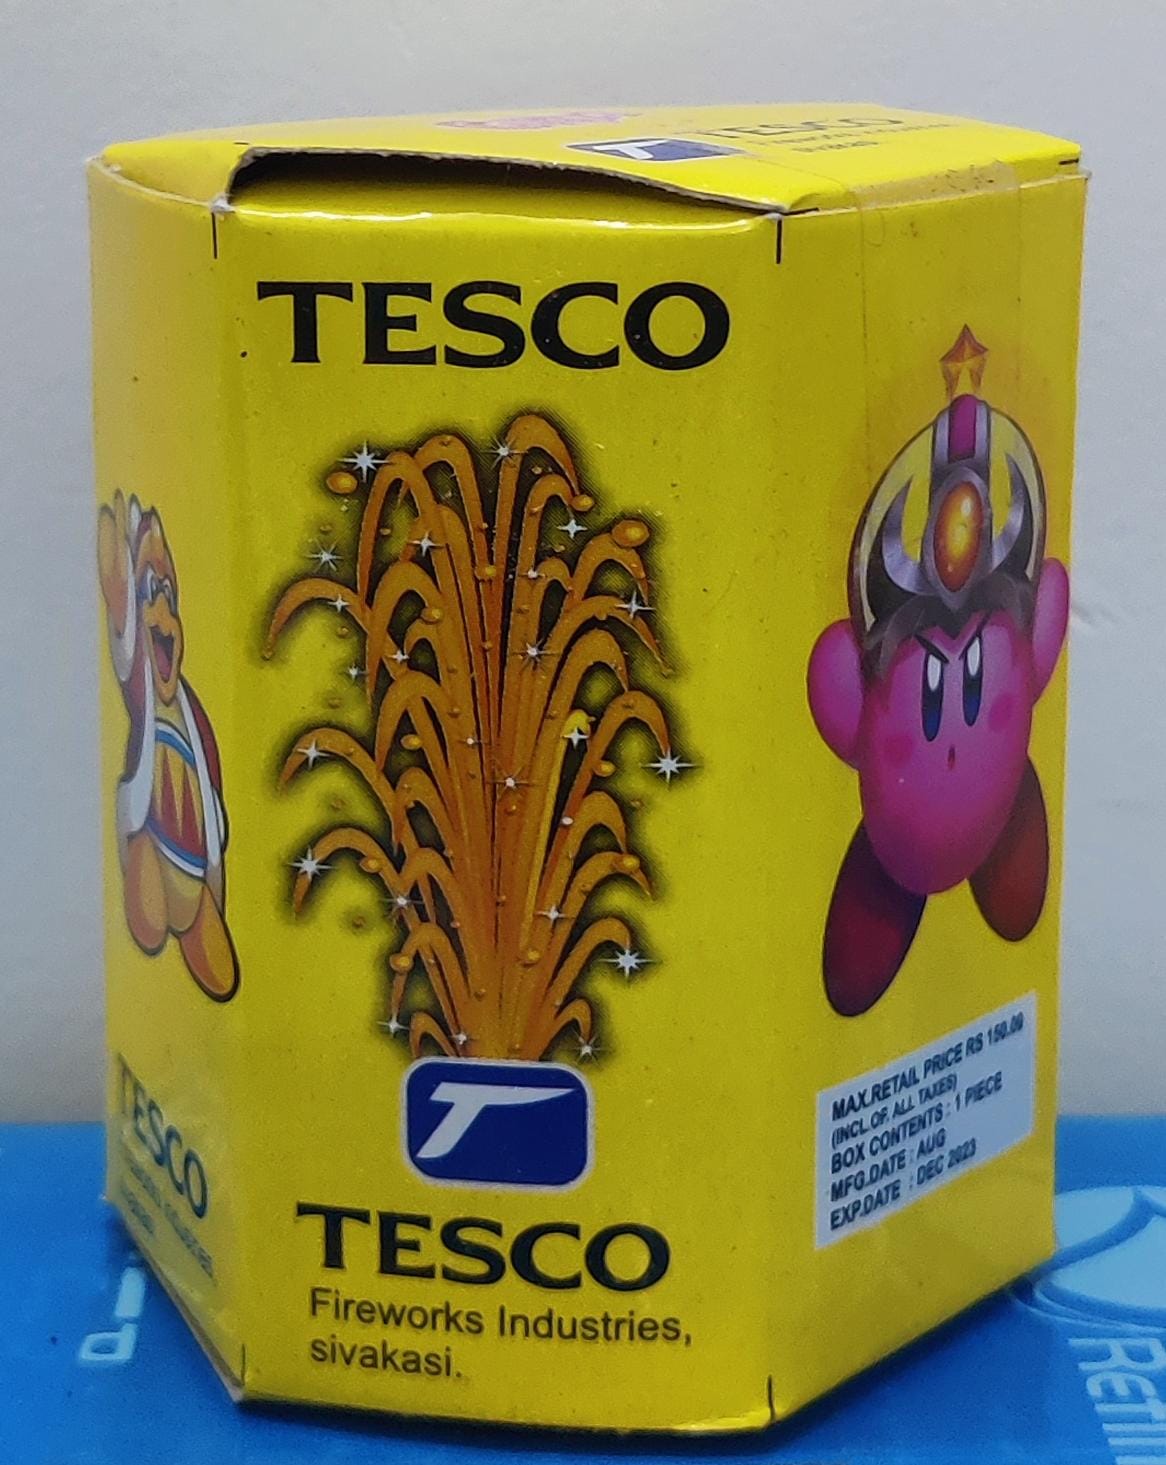 TESCO
TESCO
TESCO
Fireworks Industries,
sivakasi.
TESCO
MAX.RETAIL PRICE RS 150.00
(INCL.OF. ALL TAXES)
BOX CONTENTS : 1 PIECE
MFG.DATE : AUG
EXP.DATE : DEC 2023